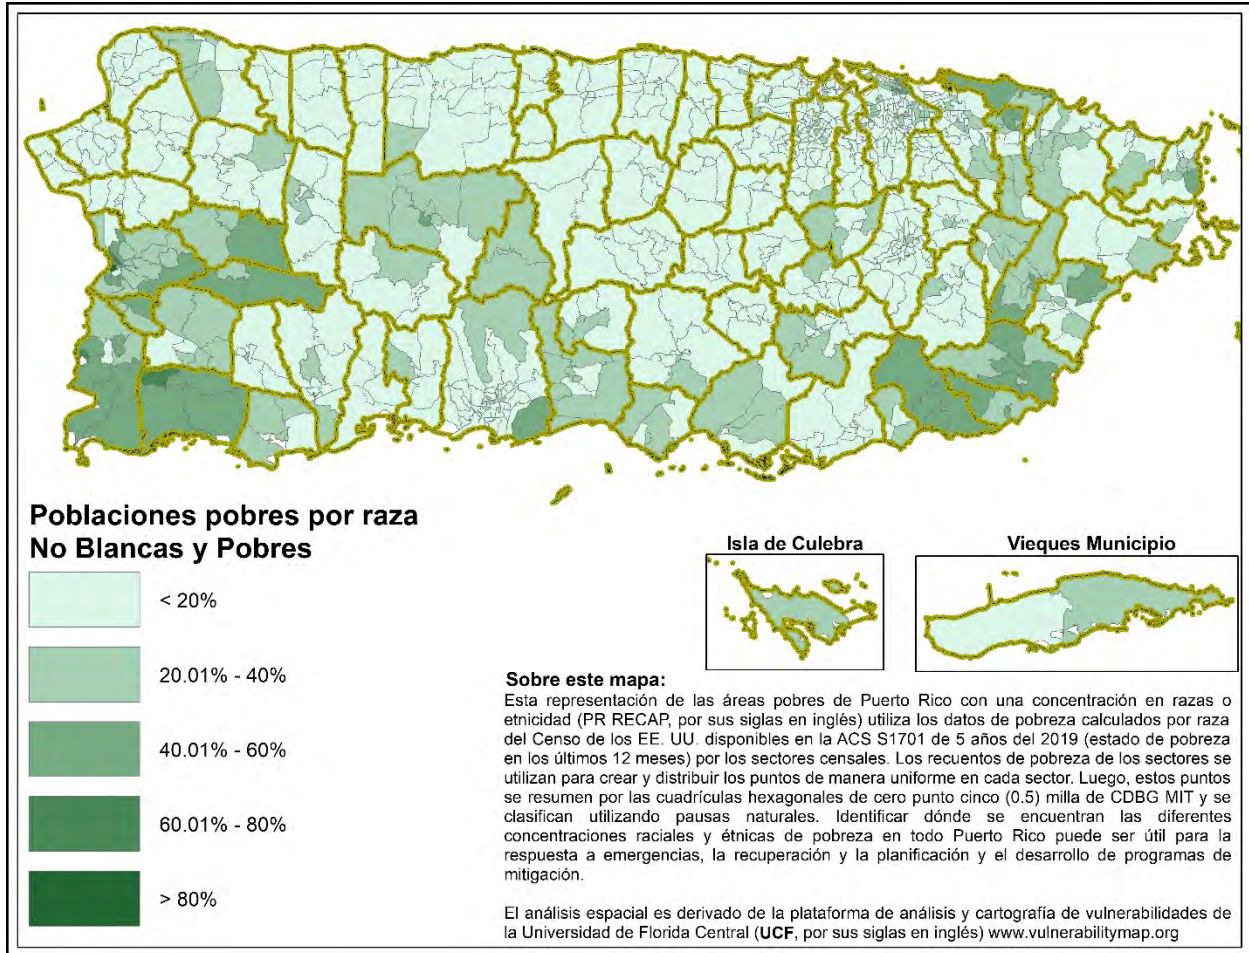 Poblaciones pobres por raza
No Blancas y Pobres
< 20%
20.01% - 40%
40.01% - 60%
60.01% - 80%
> 80%
Isla de Culebra
Vieques Municipio
Sobre este mapa:
Esta representación de las áreas pobres de Puerto Rico con una concentración en razas o
etnicidad (PR RECAP, por sus siglas en inglés) utiliza los datos de pobreza calculados por raza
del Censo de los EE. UU. disponibles en la ACS S1701 de 5 años del 2019 (estado de pobreza
en los últimos 12 meses) por los sectores censales. Los recuentos de pobreza de los sectores se
utilizan para crear y distribuir los puntos de manera uniforme en cada sector. Luego, estos puntos
se resumen por las cuadrículas hexagonales de cero punto cinco (0.5) milla de CDBG MIT y se
clasifican utilizando pausas naturales. Identificar dónde se encuentran las diferentes
concentraciones raciales y étnicas de pobreza en todo Puerto Rico puede ser útil para la
respuesta a emergencias, la recuperación y la planificación y el desarrollo de programas de
mitigación.
El análisis espacial es derivado de la plataforma de análisis y cartografía de vulnerabilidades de
la Universidad de Florida Central (UCF, por sus siglas en inglés) www.vulnerabilitymap.org